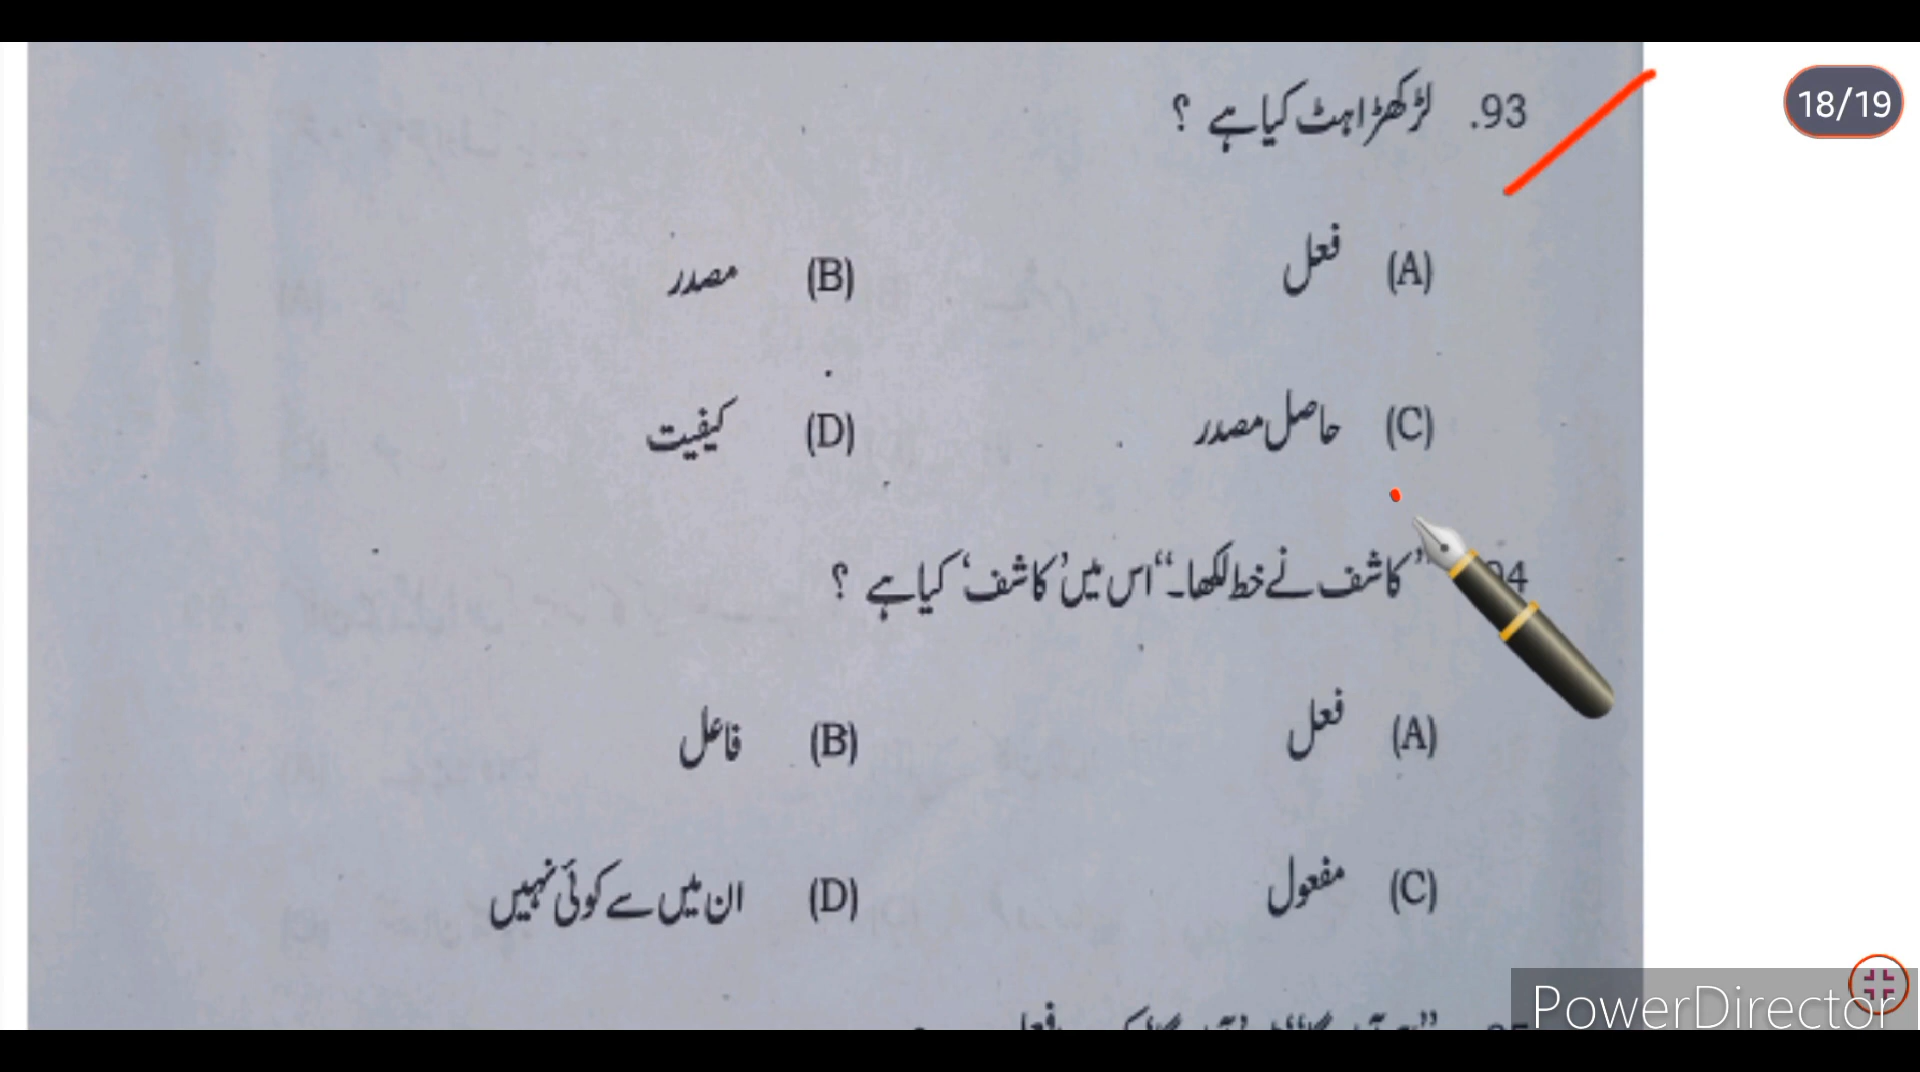 93. لڑکھڑاہٹ کیا ہے ؟
18/19
(A) فعل (B) مصدر
(C) حاصل مصدر (D) کیفیت
’’کاشف نے خط لکھا۔‘‘ اس میں ’کاشف‘ کیا ہے ؟
(A) فعل (B) فاعل
(C) مفعول (D) ان میں سے کوئی نہیں
PowerDirector